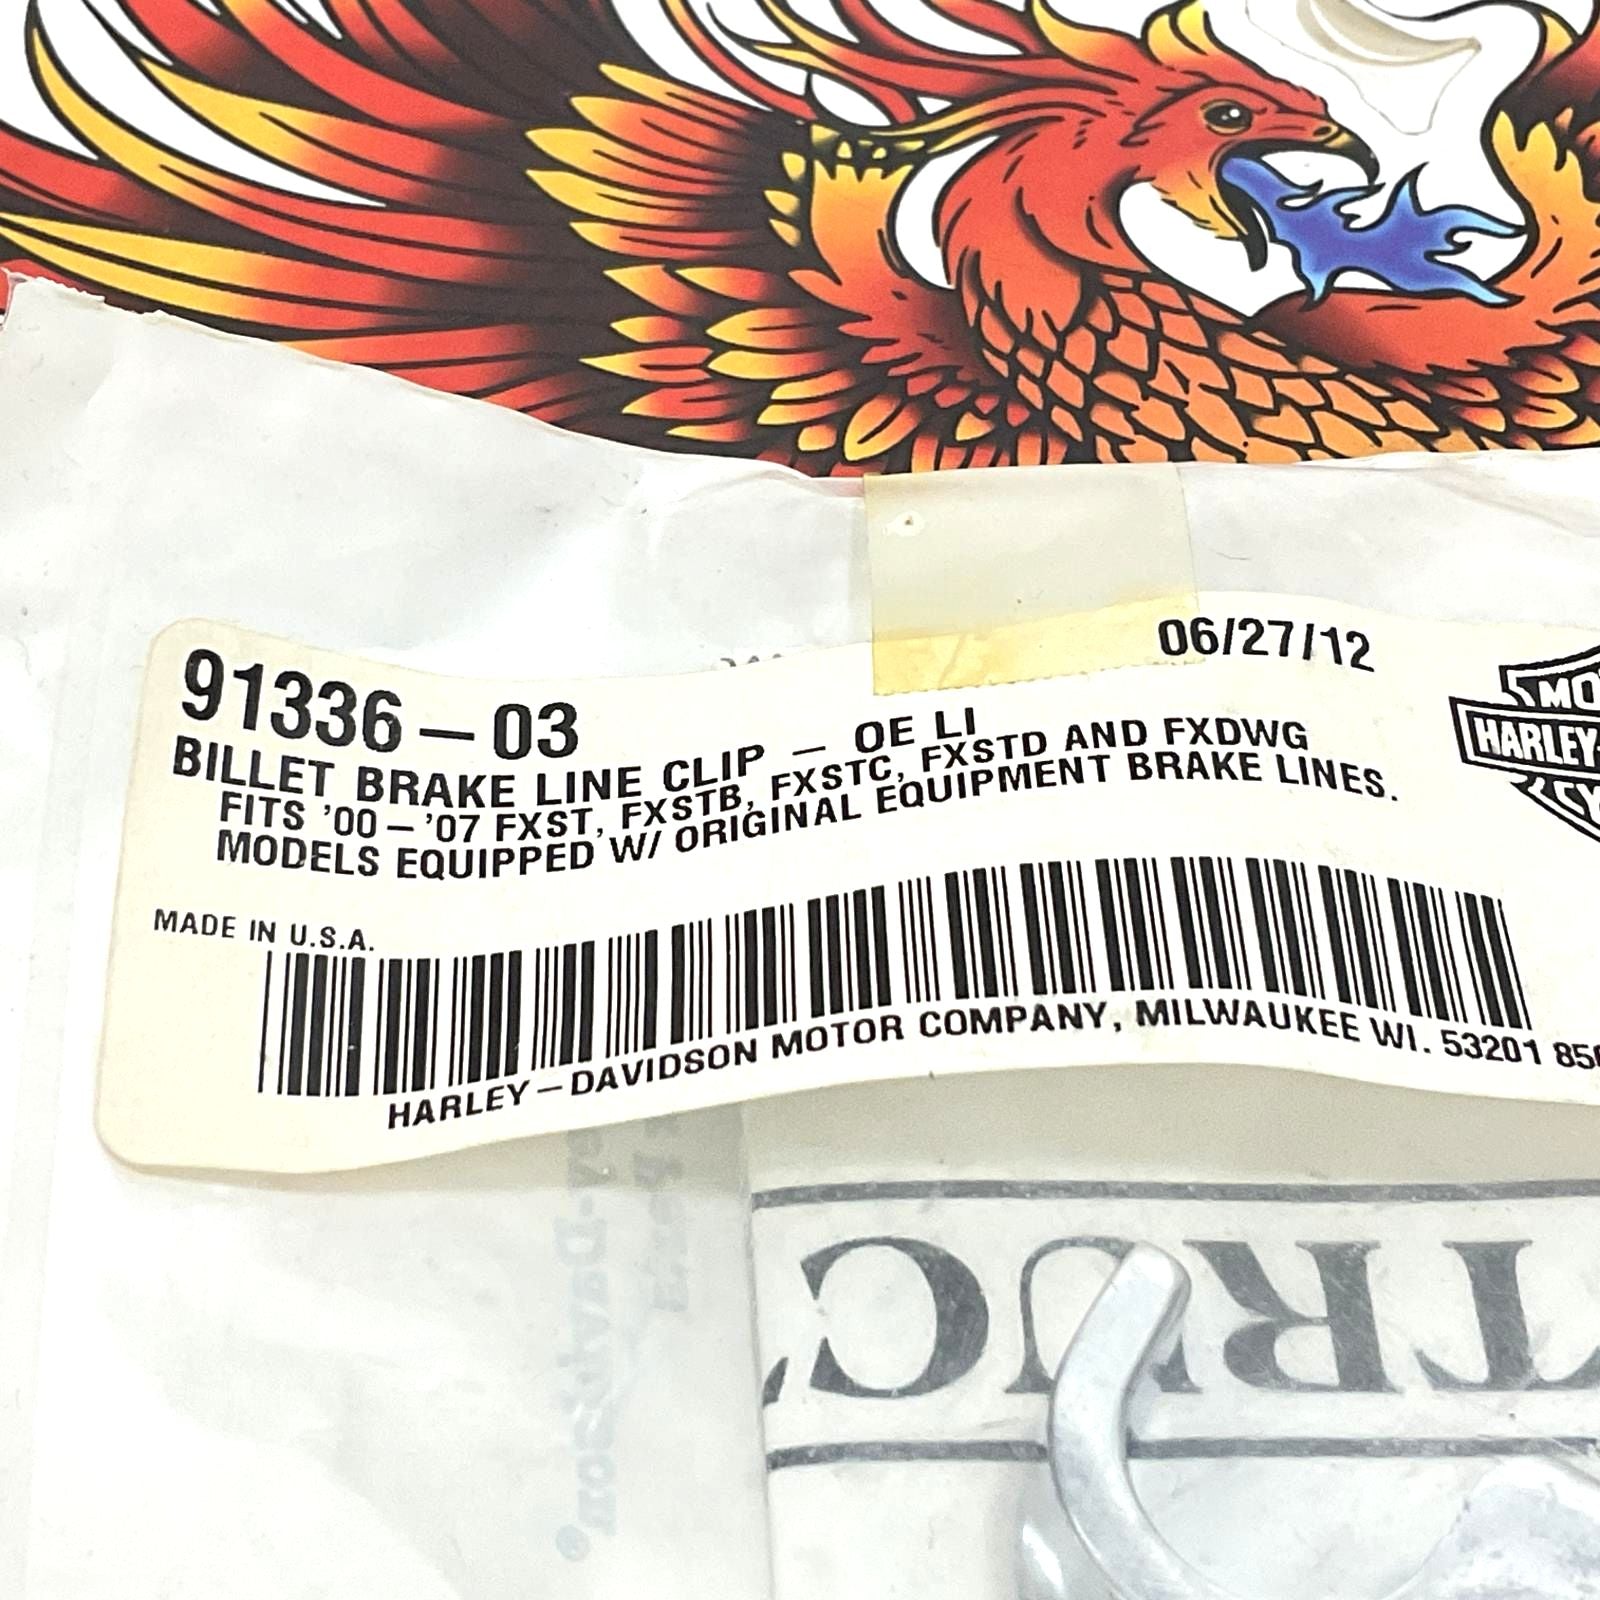 06/27/12
91336-03
BILLET BRAKE LINE CLIP - OE LI
FITS '00-'07 FXST, FXSTB, FXSTC, FXSTD AND FXDWG
MODELS EQUIPPED W/ ORIGINAL EQUIPMENT BRAKE LINES.
MADE IN U.S.A.
HARLEY-DAVIDSON MOTOR COMPANY, MILWAUKEE WI. 53201
HARLEY-